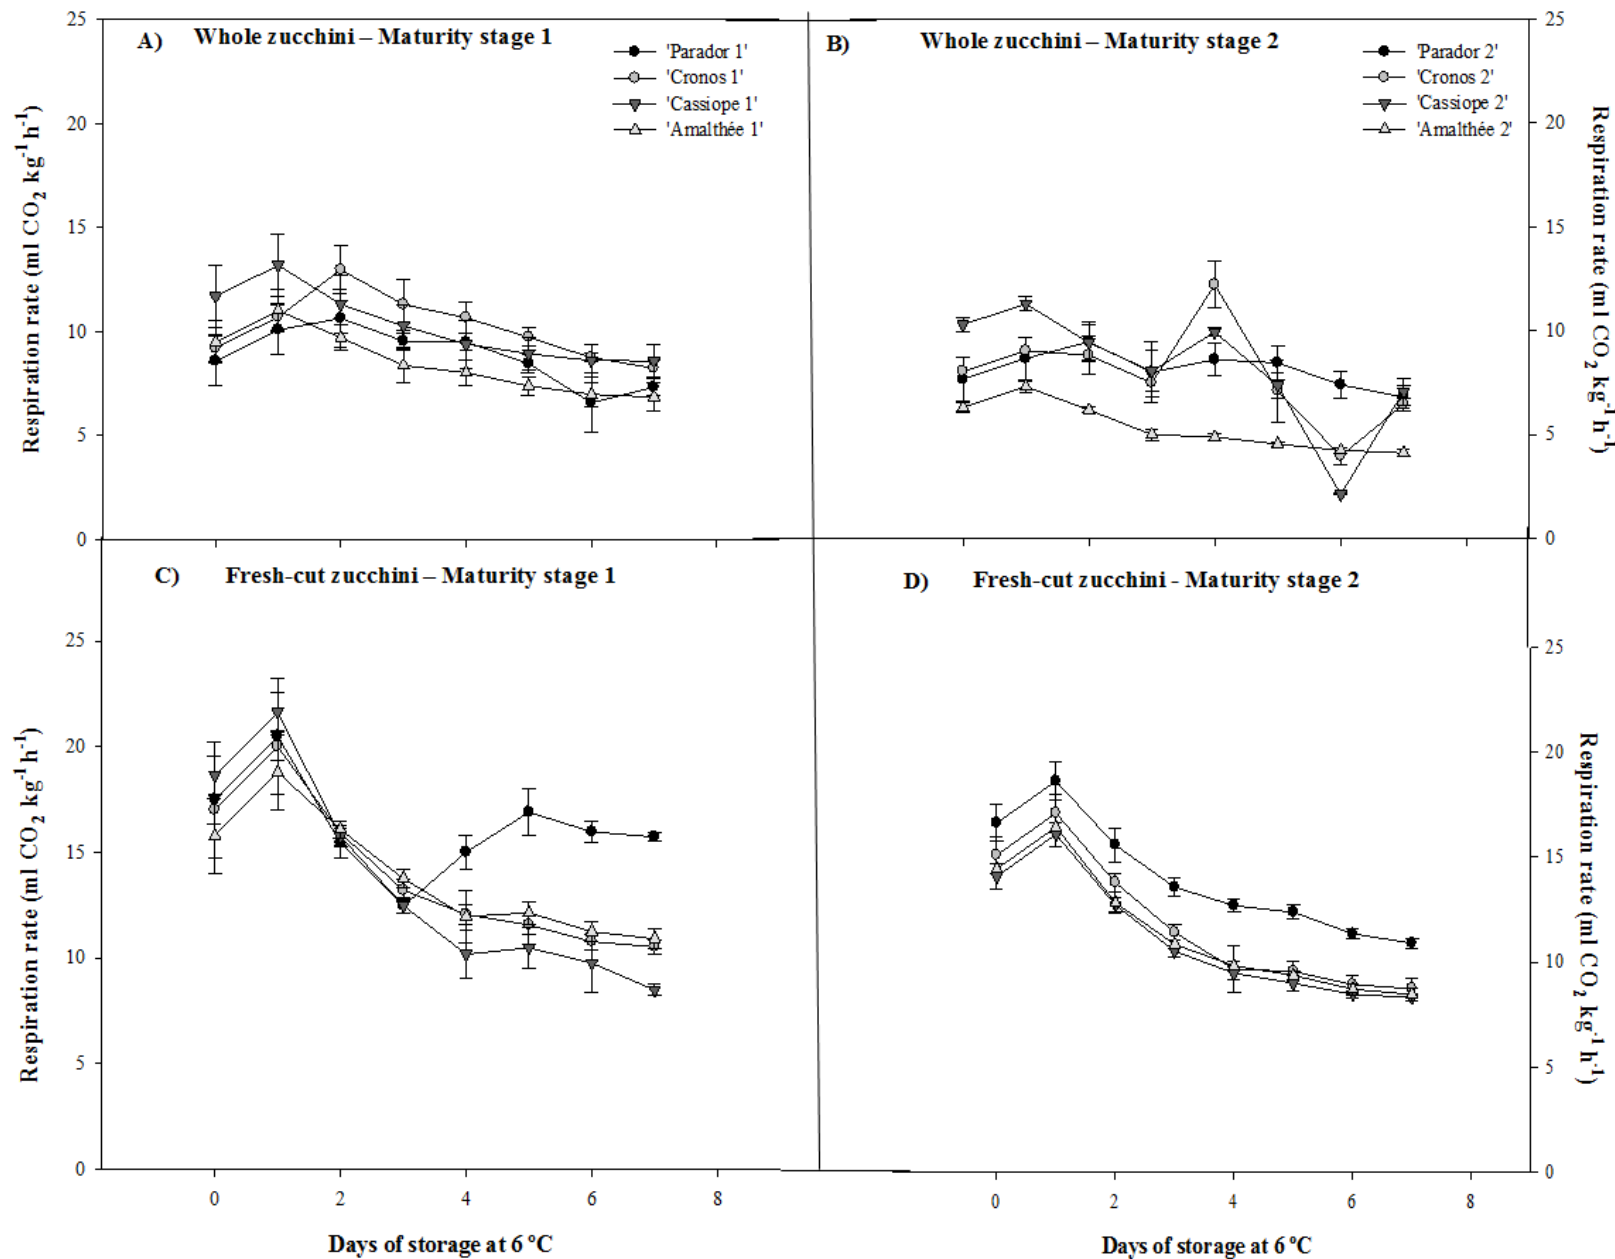 A) Whole zucchini – Maturity stage 1
'Parador 1'
'Cronos 1'
'Cassiope 1'
'Amalthée 1'
Respiration rate (ml CO2 kg-1 h-1)
25
20
15
10
5
0
B) Whole zucchini – Maturity stage 2
'Parador 2'
'Cronos 2'
'Cassiope 2'
'Amalthée 2'
Respiration rate (ml CO2 kg-1 h-1)
25
20
15
10
5
0
C) Fresh-cut zucchini – Maturity stage 1
Respiration rate (ml CO2 kg-1 h-1)
25
20
15
10
5
0
0 2 4 6 8
Days of storage at 6 ºC
D) Fresh-cut zucchini - Maturity stage 2
Respiration rate (ml CO2 kg-1 h-1)
25
20
15
10
5
0
0 2 4 6 8
Days of storage at 6 ºC